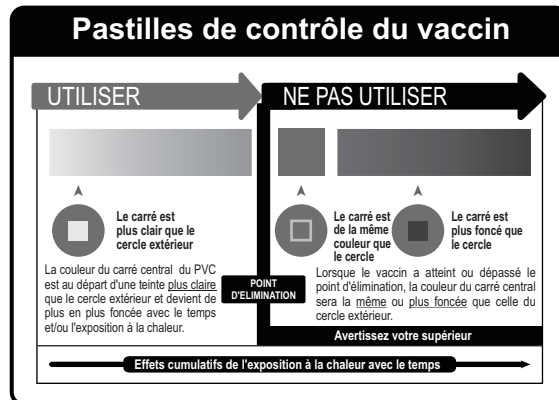 Pastilles de contrôle du vaccin
UTILISER
NE PAS UTILISER
Le carré est
plus clair que le
cercle extérieur
Le carré est
de la même
couleur que
le cercle
Le carré est
plus foncé que
le cercle
La couleur du carré central du PVC
est au départ d'une teinte plus claire
que le cercle extérieur et devient de
plus en plus foncée avec le temps
et/ou l'exposition à la chaleur.
POINT
D'ELIMINATION
Lorsque le vaccin a atteint ou dépassé le
point d'élimination, la couleur du carré central
sera la même ou plus foncée que celle du
cercle extérieur.
Avertissez votre supérieur
Effets cumulatifs de l'exposition à la chaleur avec le temps